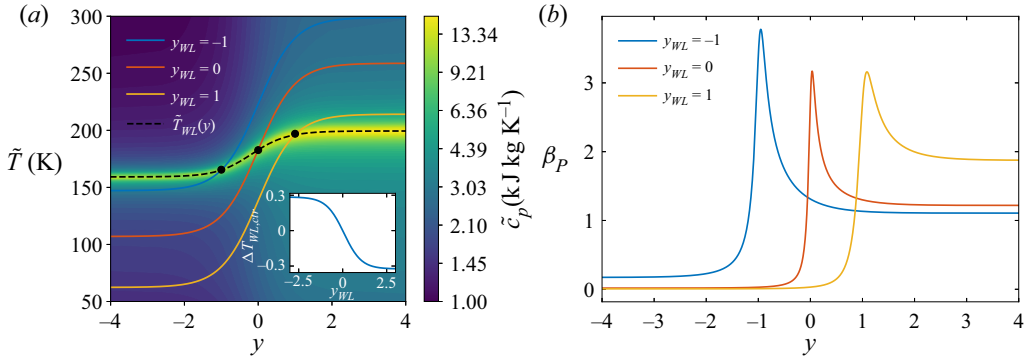 (a)
300
250
200
150
100
50
T̃ (K)
y_WL = –1
y_WL = 0
y_WL = 1
T̃_WL(y)
0.3
0
–0.3
ΔT_WL,ctr
–2.5 0 2.5
y_WL
–4 –2 0 2 4
y
13.34
9.21
6.36
4.39
3.03
2.10
1.45
1.00
c̃_p(kJ kg K⁻¹)
(b)
3
2
1
0
β_P
y_WL = –1
y_WL = 0
y_WL = 1
–4 –3 –2 –1 0 1 2 3 4
y